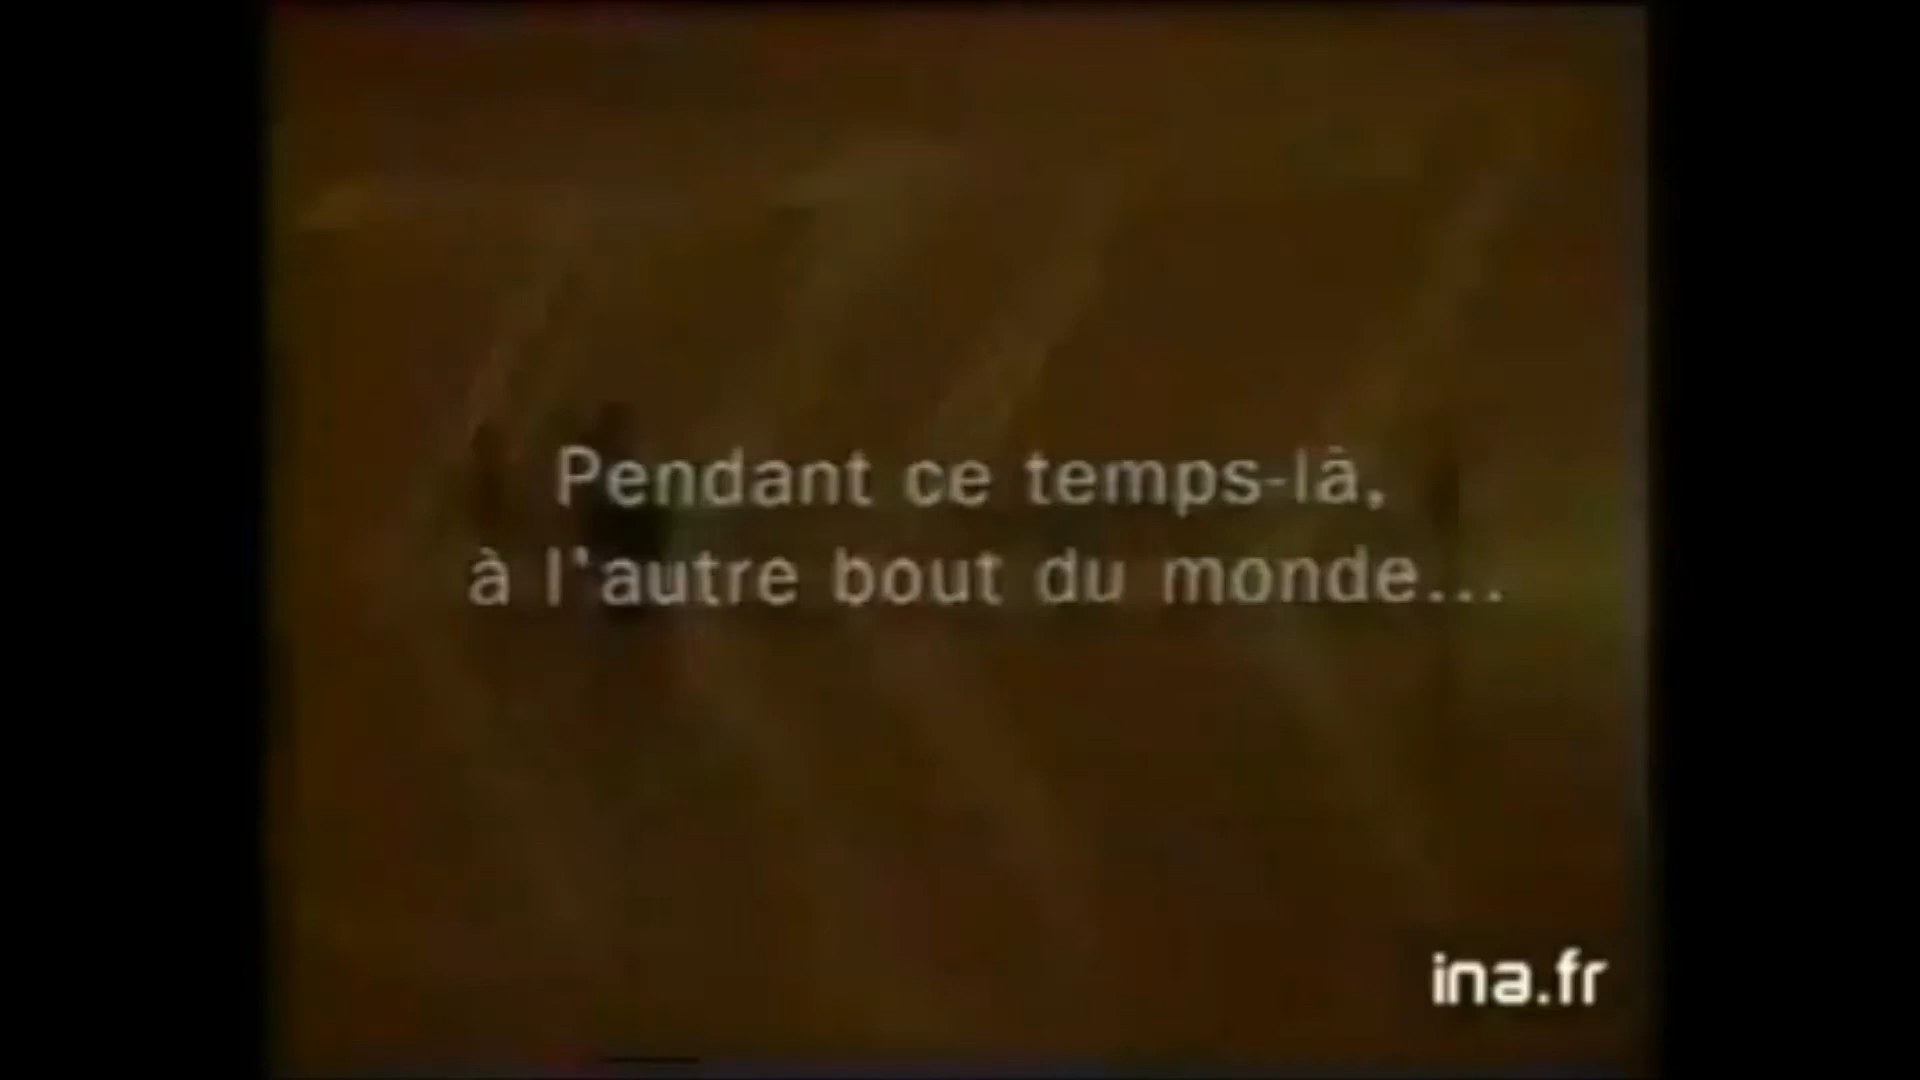 Pendant ce temps-là,
à l'autre bout du monde...
ina.fr